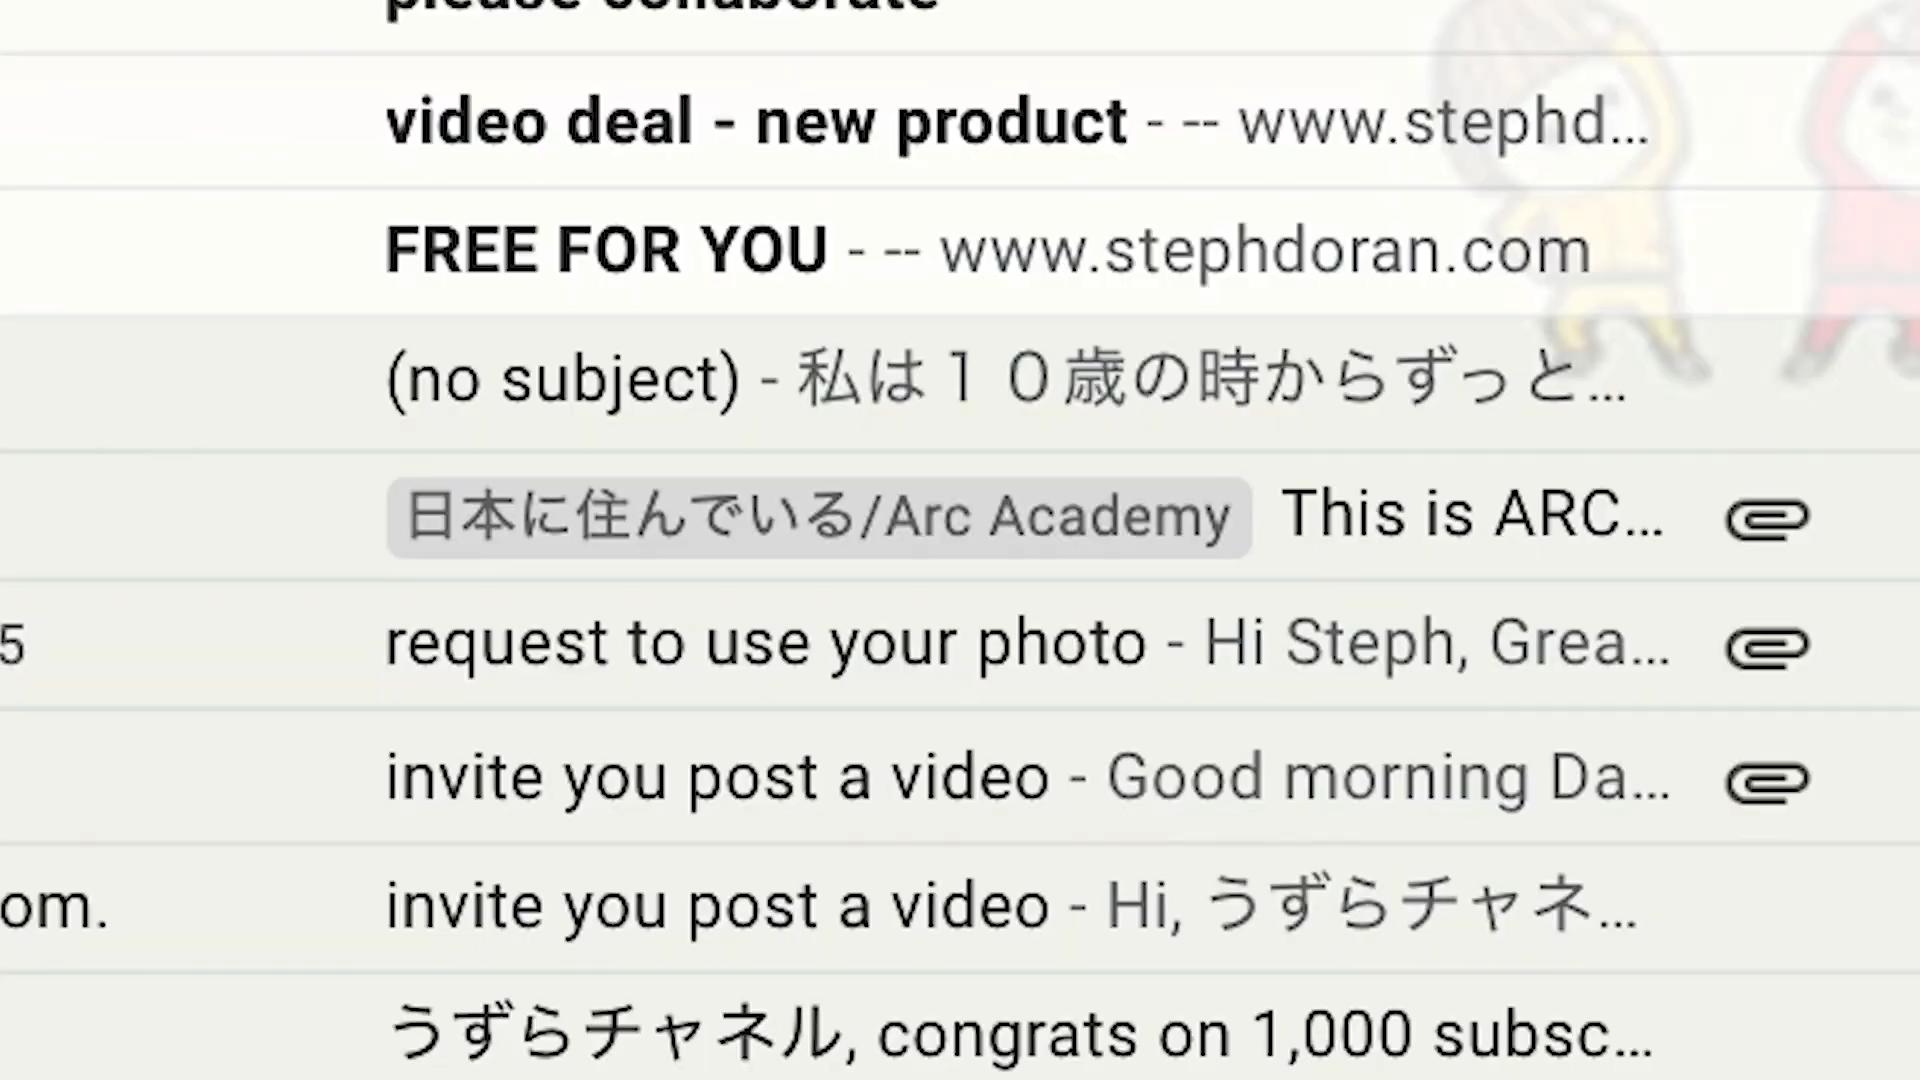 please collaborate
video deal - new product - -- www.stephd…
FREE FOR YOU - -- www.stephdoran.com
(no subject) - 私は１０歳の時からずっと…
日本に住んでいる/Arc Academy This is ARC…
5 request to use your photo - Hi Steph, Grea…
invite you post a video - Good morning Da…
om. invite you post a video - Hi, うずらチャネ…
うずらチャネル, congrats on 1,000 subsc…